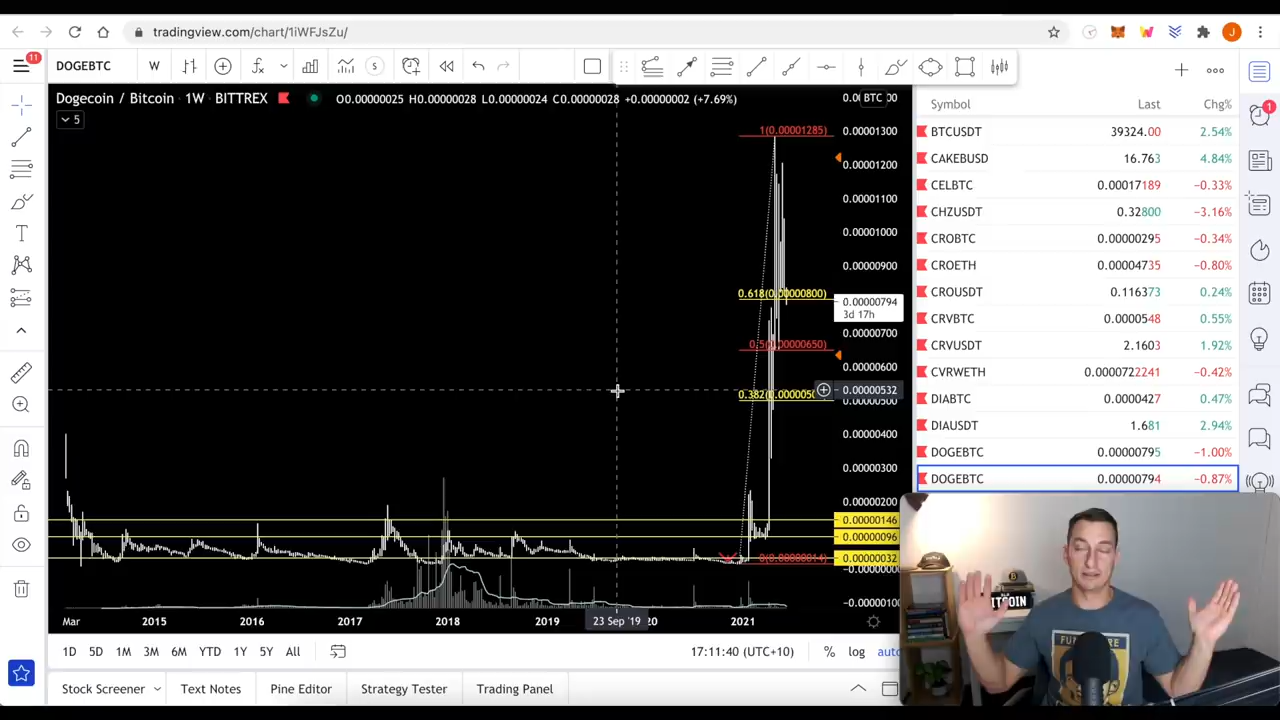 tradingview.com/chart/1iWFJsZu/
J
11
DOGEBTC
W
S
Dogecoin / Bitcoin · 1W · BITTREX
O0.00000025 H0.00000028 L0.00000024 C0.00000028 +0.00000002 (+7.69%)
BTC
5
1(0.00001285)
0.618(0.00000800)
0.5(0.00000650)
0(0.00000014)
0.00001300
0.00001200
0.00001100
0.00001000
0.00000900
0.00000794
3d 17h
0.00000700
0.00000600
0.00000532
0.00000500
0.00000400
0.00000300
0.00000200
0.00000146
0.00000096
0.00000032
Mar
2015
2016
2017
2018
2019
23 Sep '19
2021
1D 5D 1M 3M 6M YTD 1Y 5Y All
17:11:40 (UTC+10)
% log
Stock Screener
Text Notes
Pine Editor
Strategy Tester
Trading Panel
Symbol Last Chg%
BTCUSDT 39324.00 2.54%
CAKEBUSD 16.763 4.84%
CELBTC 0.00017189 −0.33%
CHZUSDT 0.32800 −3.16%
CROBTC 0.00000295 −0.34%
CROETH 0.00004735 −0.80%
CROUSDT 0.116373 0.24%
CRVBTC 0.0000548 0.55%
CRVUSDT 2.1603 1.92%
CVRWETH 0.000722241 −0.42%
DIABTC 0.0000427 0.47%
DIAUSDT 1.681 2.94%
DOGEBTC 0.00000795 −1.00%
DOGEBTC 0.00000794 −0.87%
1